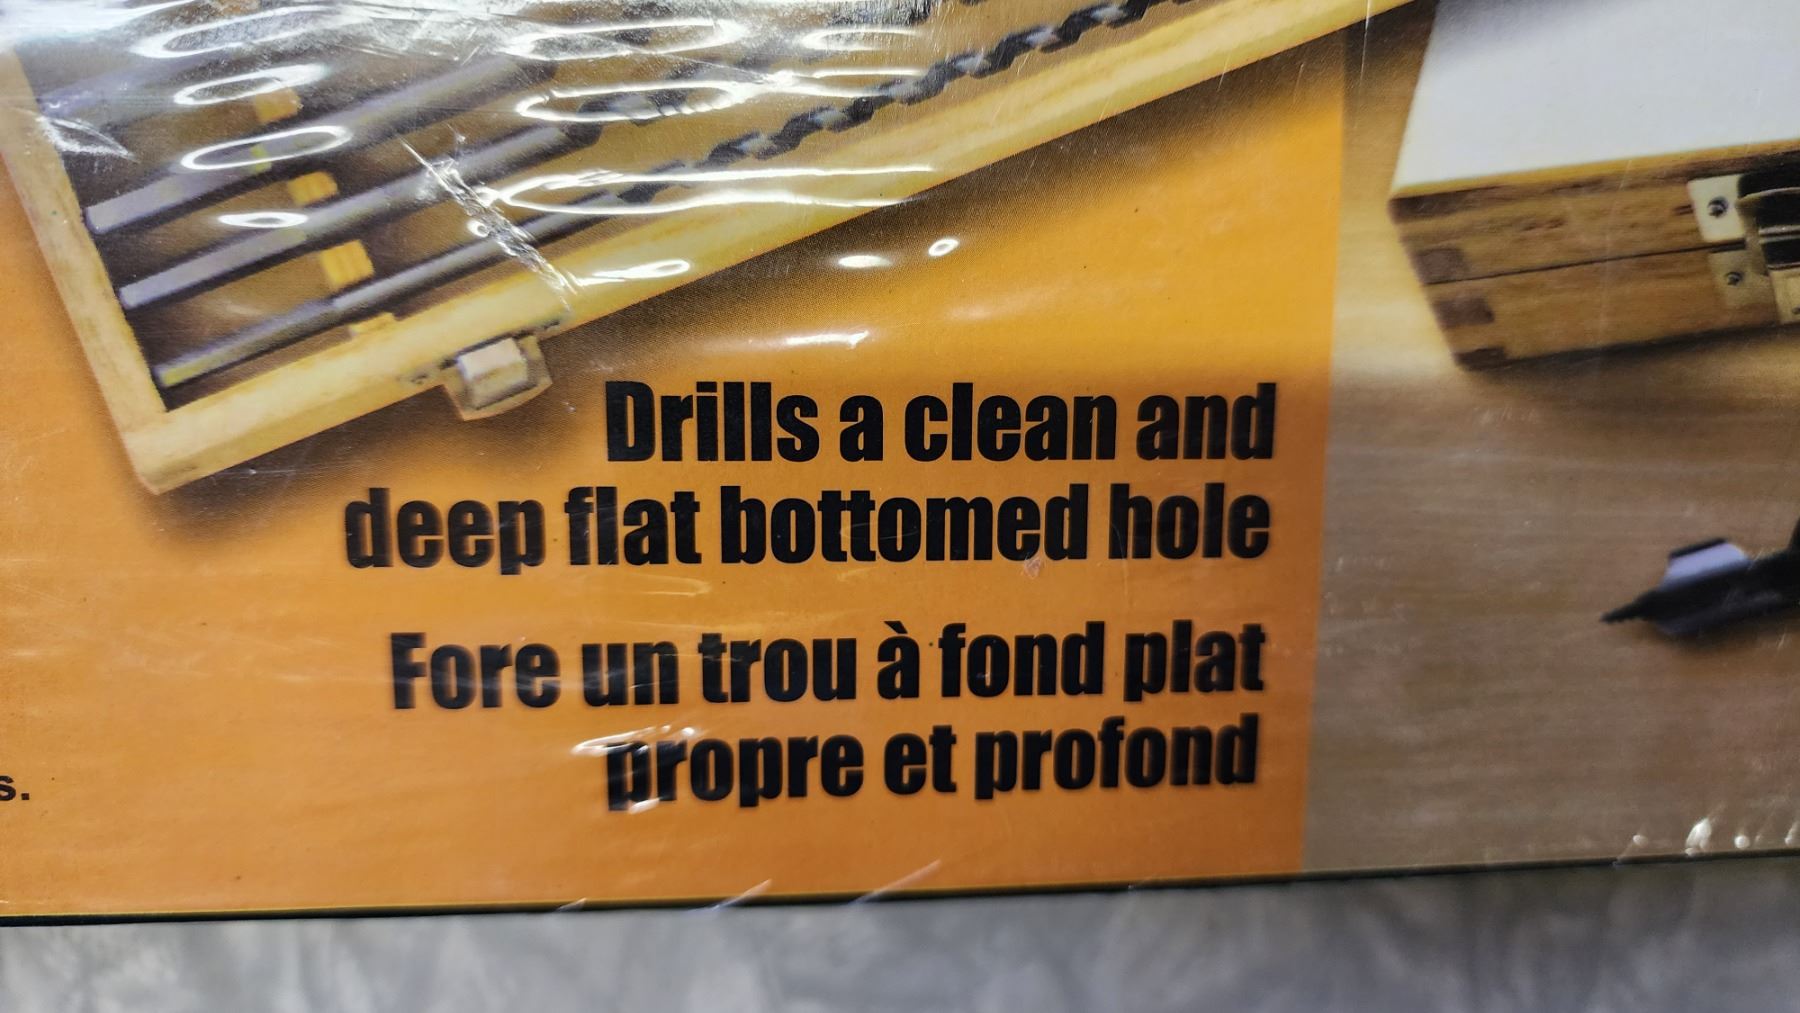 Drills a clean and
deep flat bottomed hole
Fore un trou à fond plat
propre et profond
s.